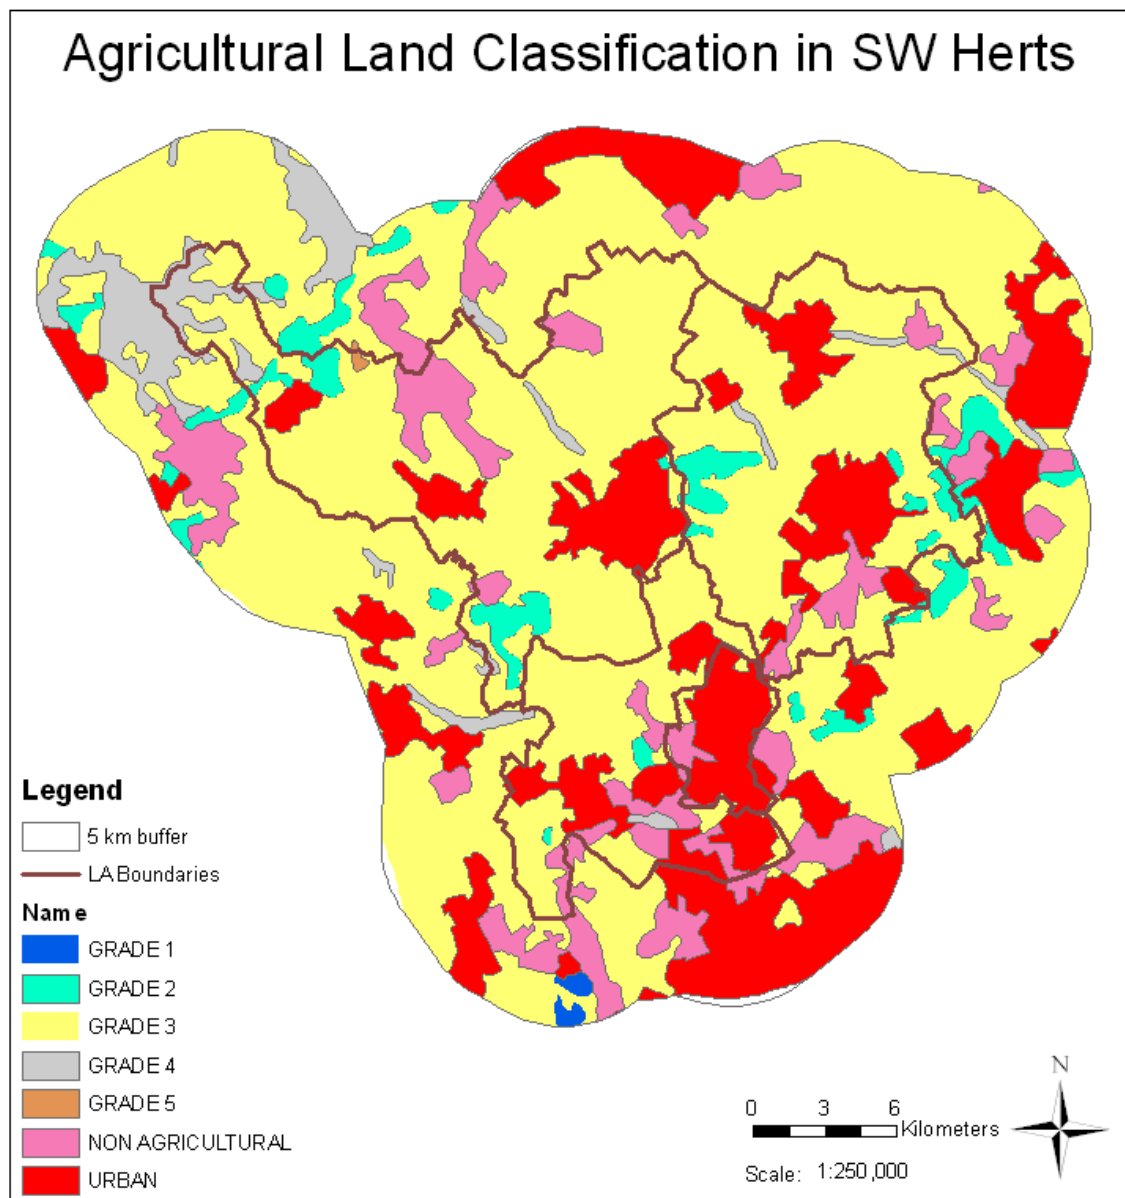 Agricultural Land Classification in SW Herts
Legend
5 km buffer
LA Boundaries
Name
GRADE 1
GRADE 2
GRADE 3
GRADE 4
GRADE 5
NON AGRICULTURAL
URBAN
N
0 3 6
Kilometers
Scale: 1:250,000